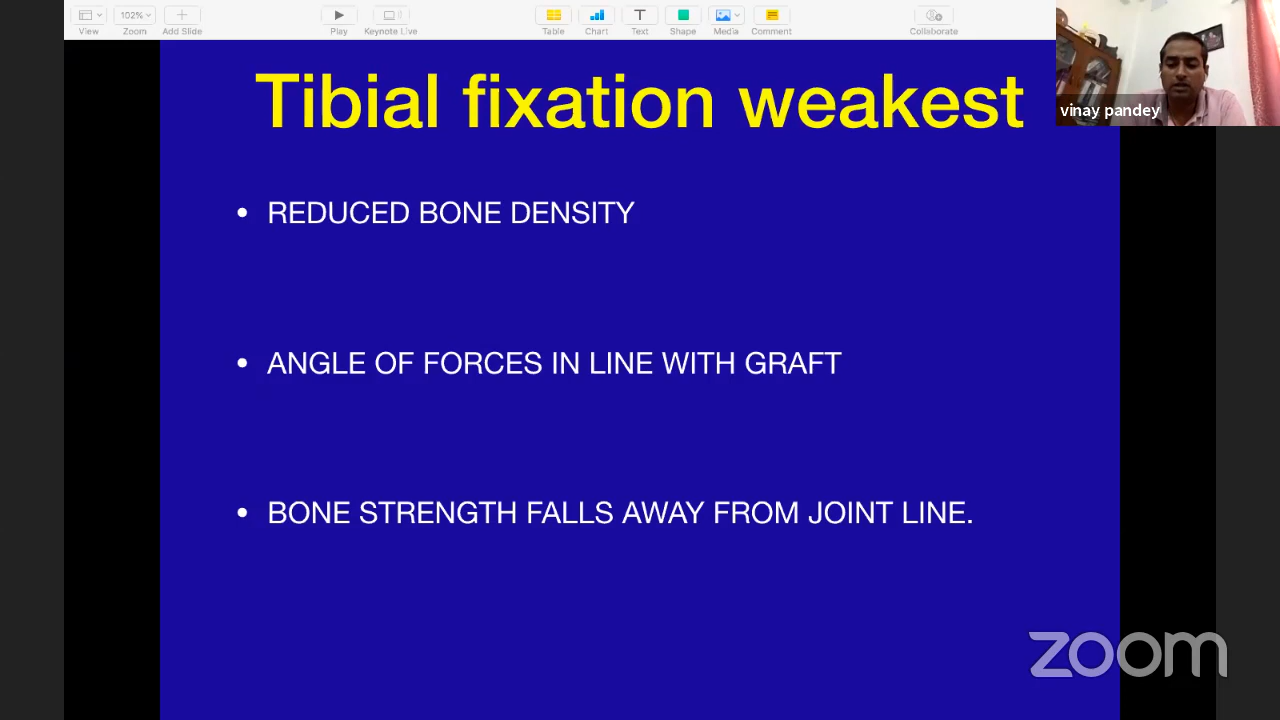 102%
View
Zoom
Add Slide
Play
Keynote Live
Table
Chart
Text
Shape
Media
Comment
Collaborate
vinay pandey
Tibial fixation weakest
• REDUCED BONE DENSITY
• ANGLE OF FORCES IN LINE WITH GRAFT
• BONE STRENGTH FALLS AWAY FROM JOINT LINE.
zoom